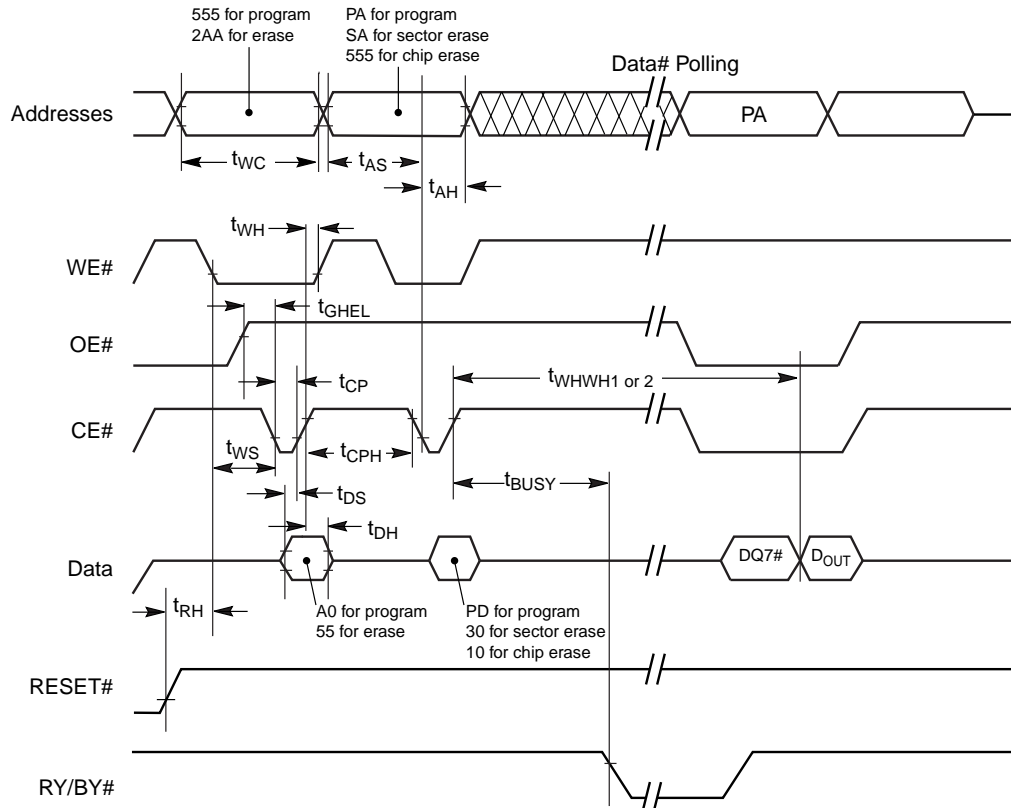 555 for program
2AA for erase
PA for program
SA for sector erase
555 for chip erase
Data# Polling
Addresses
PA
tWC
tAS
tAH
tWH
WE#
tGHEL
OE#
tCP
tWHWH1 or 2
CE#
tWS
tCPH
tBUSY
tDS
tDH
Data
DQ7#
DOUT
tRH
A0 for program
55 for erase
PD for program
30 for sector erase
10 for chip erase
RESET#
RY/BY#